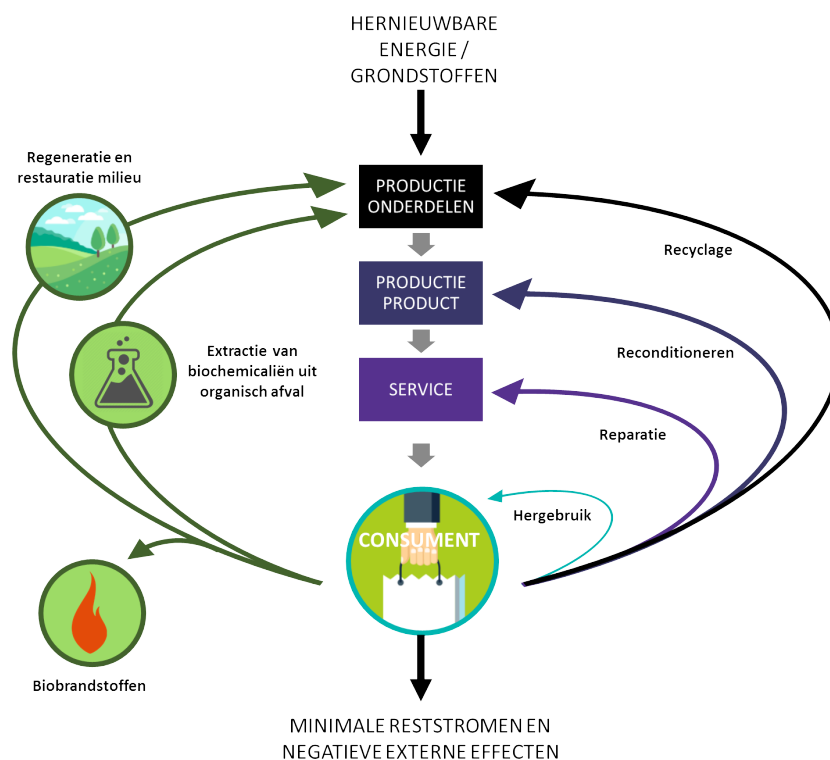 HERNIEUWBARE
ENERGIE /
GRONDSTOFFEN
Regeneratie en
restauratie milieu
PRODUCTIE
ONDERDELEN
Recyclage
PRODUCTIE
PRODUCT
Extractie van
biochemicaliën uit
organisch afval
Reconditioneren
SERVICE
Reparatie
Hergebruik
CONSUMENT
Biobrandstoffen
MINIMALE RESTSTROMEN EN
NEGATIEVE EXTERNE EFFECTEN